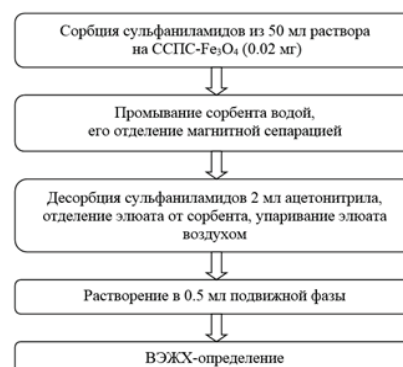 Сорбция сульфаниламидов из 50 мл раствора
на ССПС-Fe₃O₄ (0.02 мг)
Промывание сорбента водой,
его отделение магнитной сепарацией
Десорбция сульфаниламидов 2 мл ацетонитрила,
отделение элюата от сорбента, упаривание элюата
воздухом
Растворение в 0.5 мл подвижной фазы
ВЭЖХ-определение